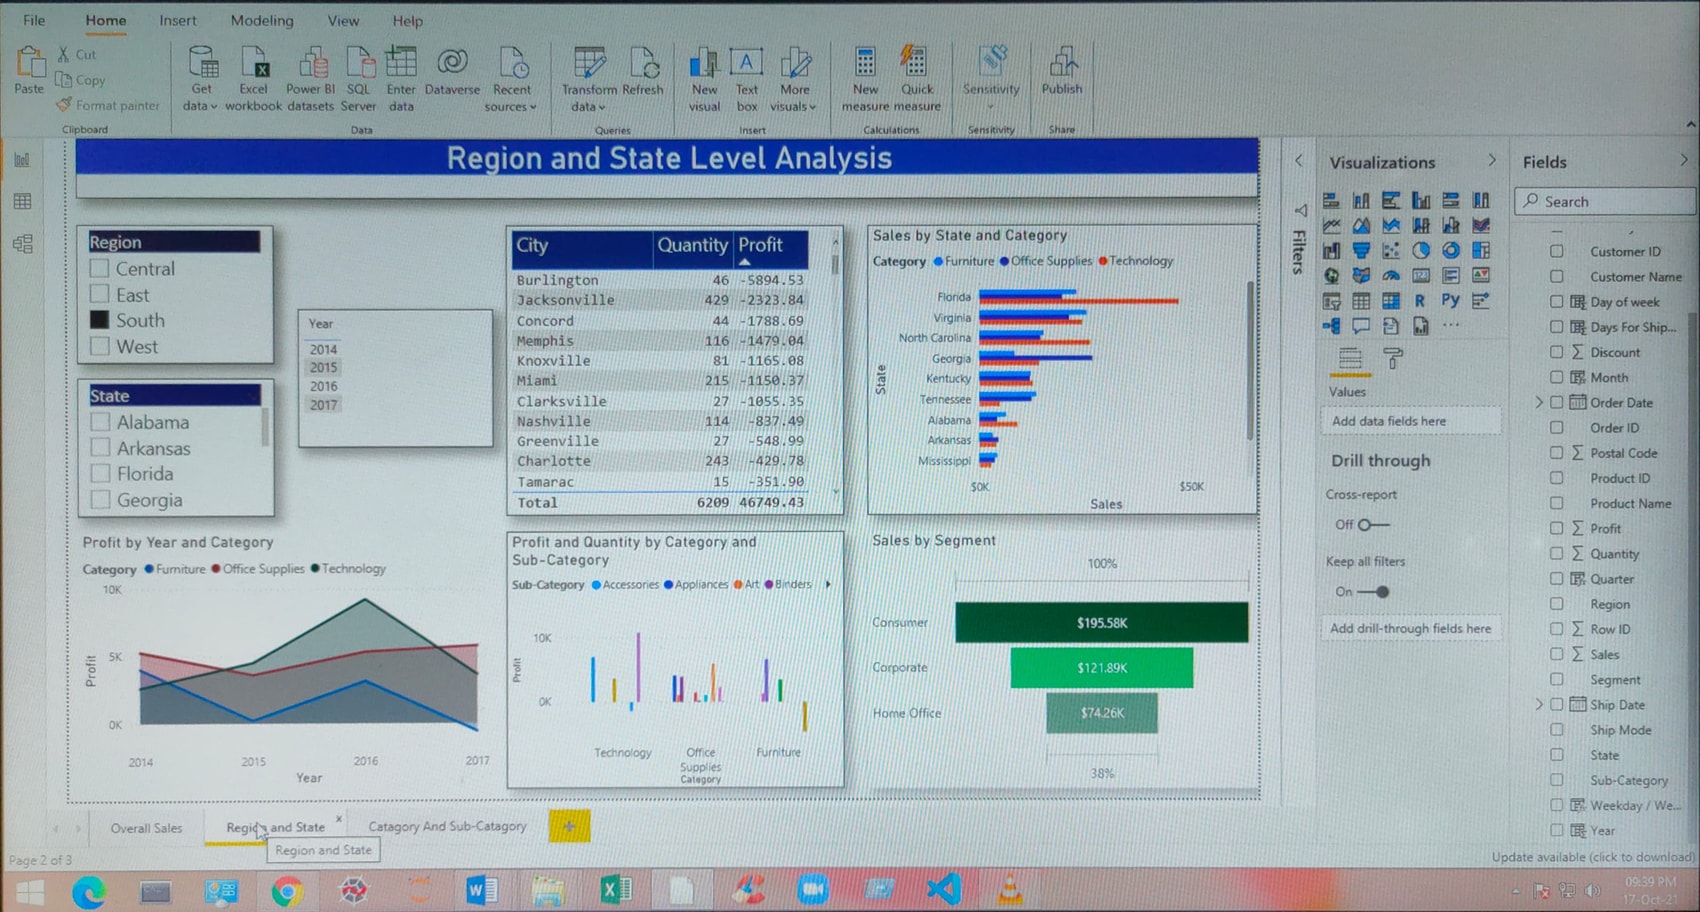 File Home Insert Modeling View Help
Paste
Cut
Copy
Format painter
Clipboard
Get data
Excel workbook
Power BI datasets
SQL Server
Enter data
Dataverse
Recent sources
Data
Transform data
Refresh
Queries
New visual
Text box
More visuals
Insert
New measure
Quick measure
Calculations
Sensitivity
Sensitivity
Publish
Share
Region and State Level Analysis
Region
Central
East
South
West
State
Alabama
Arkansas
Florida
Georgia
Year
2014
2015
2016
2017
City Quantity Profit
Burlington 46 -5894.53
Jacksonville 429 -2323.84
Concord 44 -1788.69
Memphis 116 -1479.04
Knoxville 81 -1165.08
Miami 215 -1150.37
Clarksville 27 -1055.35
Nashville 114 -837.49
Greenville 27 -548.99
Charlotte 243 -429.78
Tamarac 15 -351.90
Total 6209 46749.43
Sales by State and Category
Category Furniture Office Supplies Technology
Florida
Virginia
North Carolina
Georgia
Kentucky
Tennessee
Alabama
Arkansas
Mississippi
State
$0K $50K
Sales
Profit by Year and Category
Category Furniture Office Supplies Technology
10K
5K
0K
Profit
2014 2015 2016 2017
Year
Profit and Quantity by Category and
Sub-Category
Sub-Category Accessories Appliances Art Binders
10K
0K
Profit
Technology Office Supplies Furniture
Category
Sales by Segment
100%
Consumer $195.58K
Corporate $121.89K
Home Office $74.26K
38%
Filters
Visualizations
R Py
Values
Add data fields here
Drill through
Cross-report
Off
Keep all filters
On
Add drill-through fields here
Fields
Search
Customer ID
Customer Name
Day of week
Days For Ship...
Discount
Month
Order Date
Order ID
Postal Code
Product ID
Product Name
Profit
Quantity
Quarter
Region
Row ID
Sales
Segment
Ship Date
Ship Mode
State
Sub-Category
Weekday / We...
Year
Overall Sales Region and State x Catagory And Sub-Catagory +
Region and State
Page 2 of 3
Update available (click to download)
09:39 PM
17-Oct-21